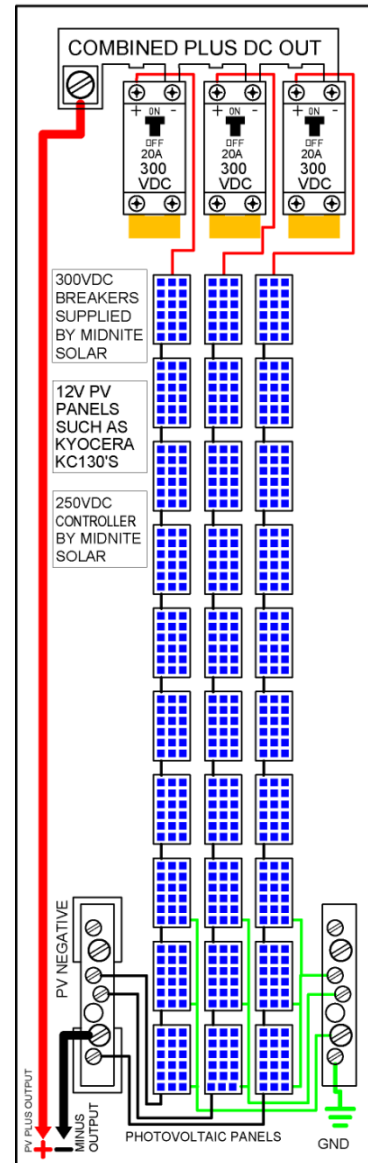 COMBINED PLUS DC OUT
+ ON -
OFF
20A
300
VDC
+ ON -
OFF
20A
300
VDC
+ ON -
OFF
20A
300
VDC
300VDC
BREAKERS
SUPPLIED
BY MIDNITE
SOLAR
12V PV
PANELS
SUCH AS
KYOCERA
KC130'S
250VDC
CONTROLLER
BY MIDNITE
SOLAR
PV NEGATIVE
PV PLUS OUTPUT
+
-
MINUS
OUTPUT
PHOTOVOLTAIC PANELS
GND